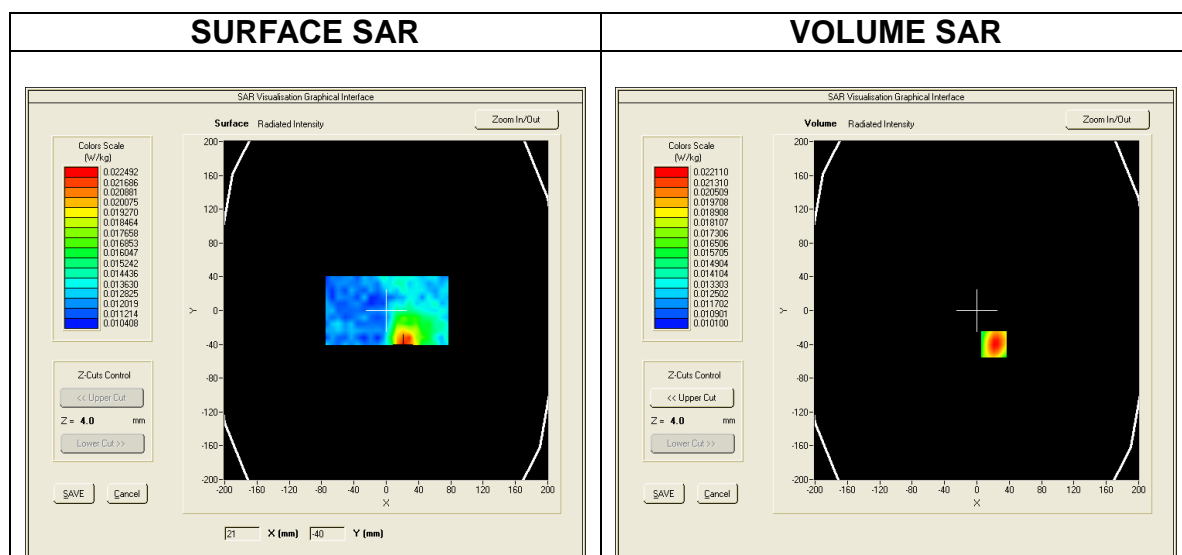 SURFACE SAR
VOLUME SAR
SAR Visualisation Graphical Interface
Surface Radiated Intensity
Zoom In/Out
Colors Scale
(W/kg)
0.022492
0.021686
0.020881
0.020075
0.019270
0.018464
0.017658
0.016853
0.016047
0.015242
0.014436
0.013630
0.012825
0.012019
0.011214
0.010408
Z-Cuts Control
<< Upper Cut
Z = 4.0 mm
Lower Cut >>
SAVE Cancel
200
160
120
80
40
0
-40
-80
-120
-160
-200
Y
-200 -160 -120 -80 -40 0 40 80 120 160 200
X
21 X (mm) -40 Y (mm)
SAR Visualisation Graphical Interface
Volume Radiated Intensity
Zoom In/Out
Colors Scale
(W/kg)
0.022110
0.021310
0.020509
0.019708
0.018908
0.018107
0.017306
0.016506
0.015705
0.014904
0.014104
0.013303
0.012502
0.011702
0.010901
0.010100
Z-Cuts Control
<< Upper Cut
Z = 4.0 mm
Lower Cut >>
SAVE Cancel
200
160
120
80
40
0
-40
-80
-120
-160
-200
Y
-200 -160 -120 -80 -40 0 40 80 120 160 200
X